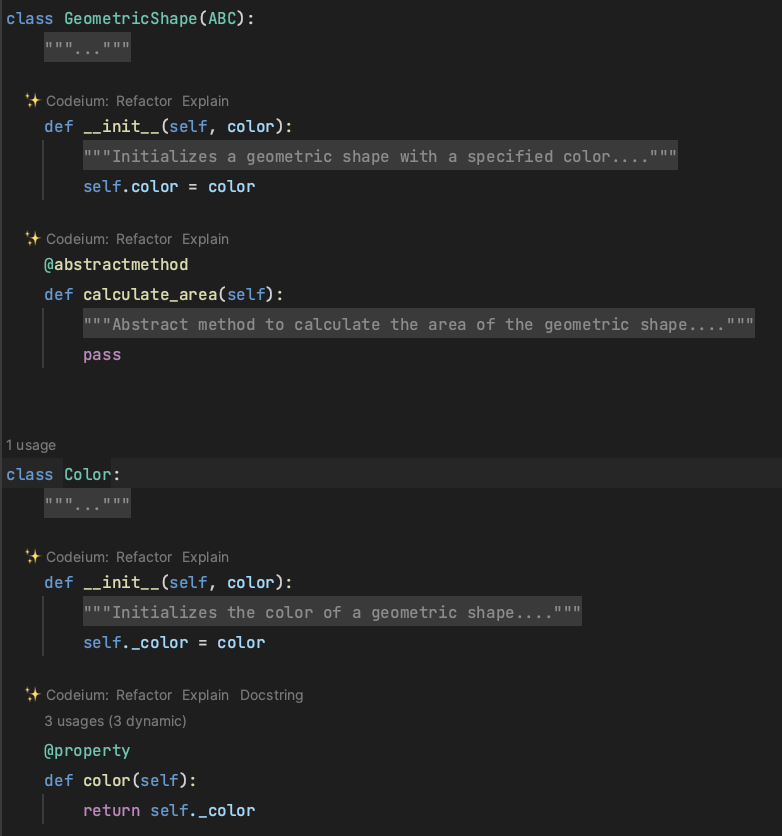 class GeometricShape(ABC):
"""..."""
✨ Codeium: Refactor Explain
def __init__(self, color):
"""Initializes a geometric shape with a specified color...."""
self.color = color
✨ Codeium: Refactor Explain
@abstractmethod
def calculate_area(self):
"""Abstract method to calculate the area of the geometric shape...."""
pass
1 usage
class Color:
"""..."""
✨ Codeium: Refactor Explain
def __init__(self, color):
"""Initializes the color of a geometric shape...."""
self._color = color
✨ Codeium: Refactor Explain Docstring
3 usages (3 dynamic)
@property
def color(self):
return self._color